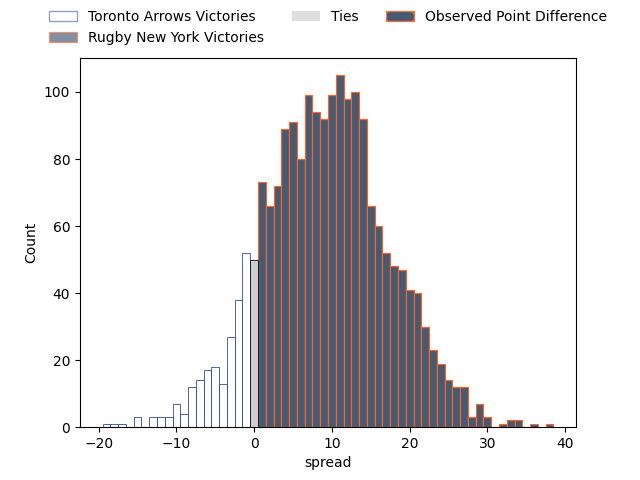 Toronto Arrows Victories
Rugby New York Victories
Ties
Observed Point Difference
Count
100
80
60
40
20
0
−20
−10
0
10
20
30
40
spread